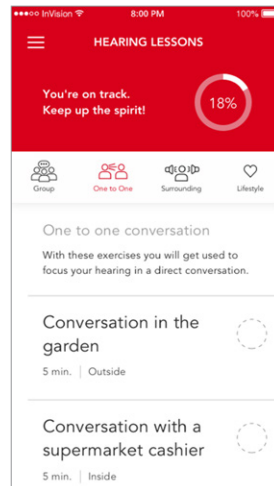 InVision 8:00 PM 100%
HEARING LESSONS
You're on track.
Keep up the spirit!
18%
Group One to One Surrounding Lifestyle
One to one conversation
With these exercises you will get used to
focus your hearing in a direct conversation.
Conversation in the
garden
5 min. | Outside
Conversation with a
supermarket cashier
5 min. | Inside